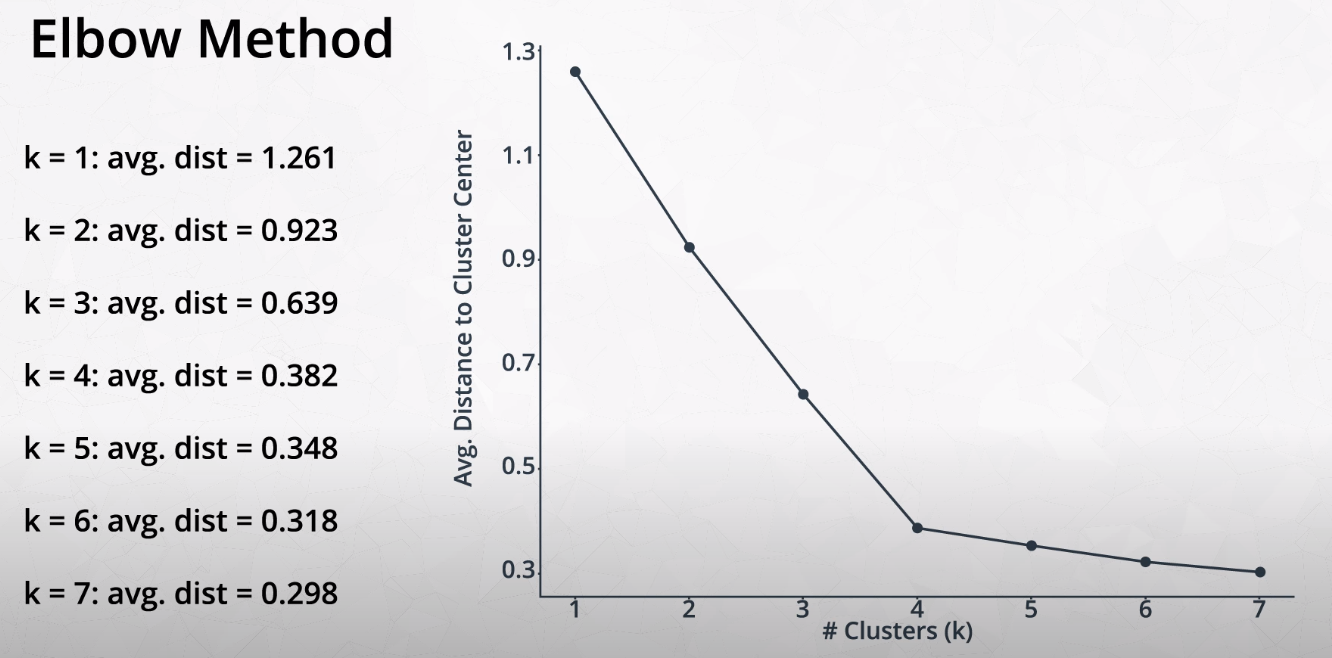 Elbow Method
k = 1: avg. dist = 1.261
k = 2: avg. dist = 0.923
k = 3: avg. dist = 0.639
k = 4: avg. dist = 0.382
k = 5: avg. dist = 0.348
k = 6: avg. dist = 0.318
k = 7: avg. dist = 0.298
Avg. Distance to Cluster Center
1.3
1.1
0.9
0.7
0.5
0.3
1 2 3 4 5 6 7
# Clusters (k)